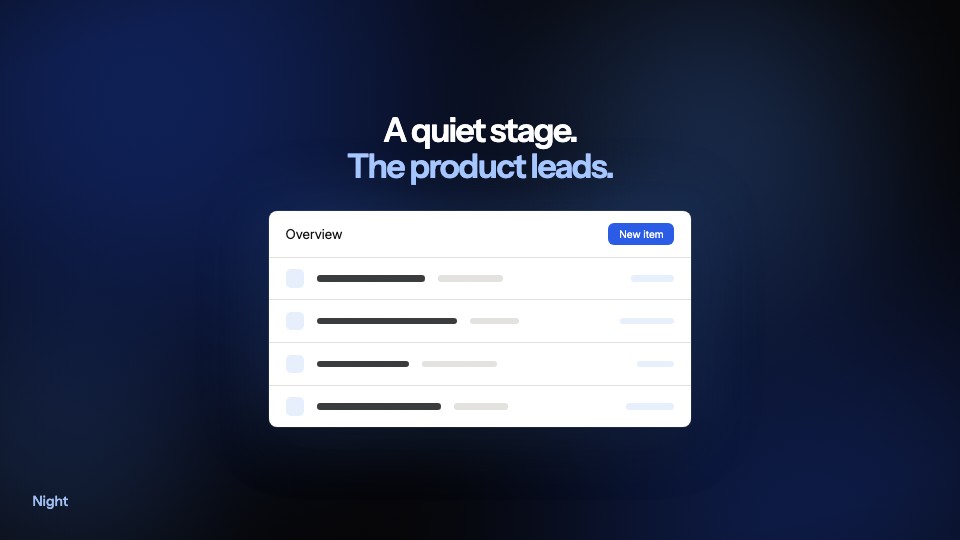 A quiet stage.
The product leads.
Overview
New item
Night